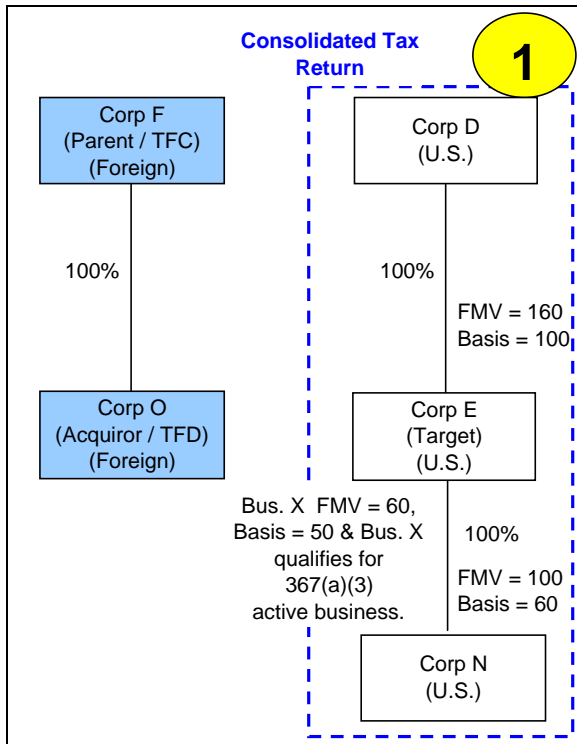 Consolidated Tax
Return
1
Corp F
(Parent / TFC)
(Foreign)
Corp D
(U.S.)
100%
100%
FMV = 160
Basis = 100
Corp O
(Acquiror / TFD)
(Foreign)
Corp E
(Target)
(U.S.)
Bus. X  FMV = 60,
Basis = 50 & Bus. X
qualifies for
367(a)(3)
active business.
100%
FMV = 100
Basis = 60
Corp N
(U.S.)